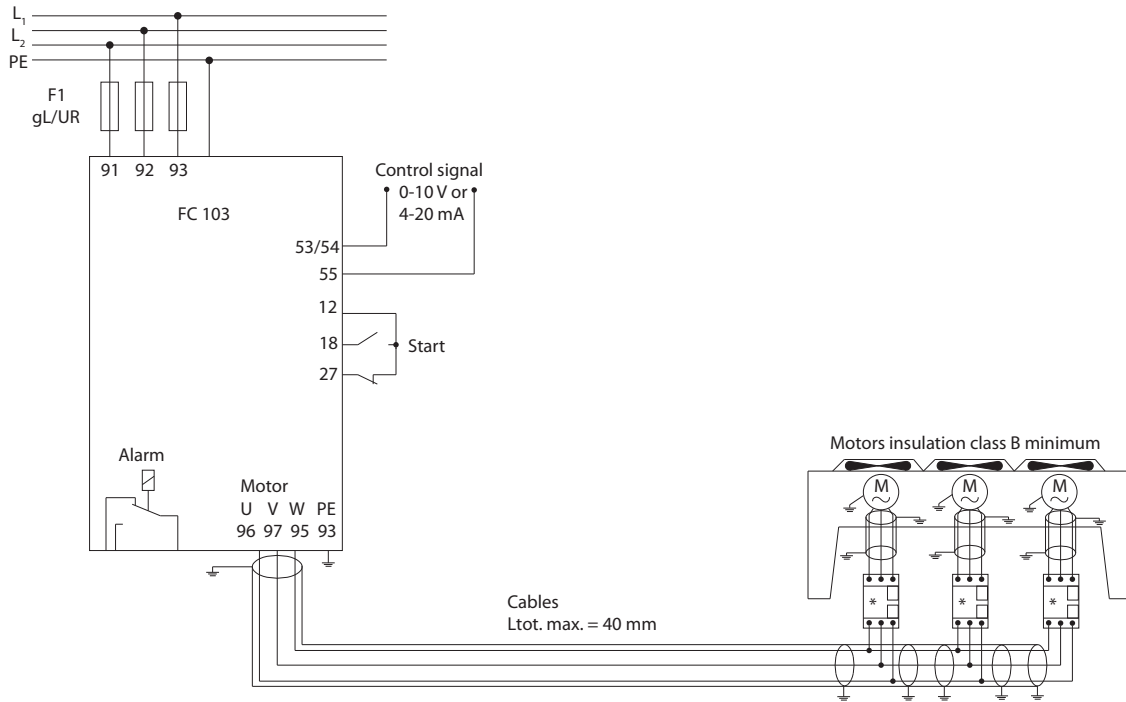 L1
L2
PE
F1
gL/UR
91 92 93
FC 103
Control signal
0-10 V or
4-20 mA
53/54
55
12
18
Start
27
Alarm
Motor
U V W PE
96 97 95 93
Motors insulation class B minimum
M M M
* * *
Cables
Ltot. max. = 40 mm